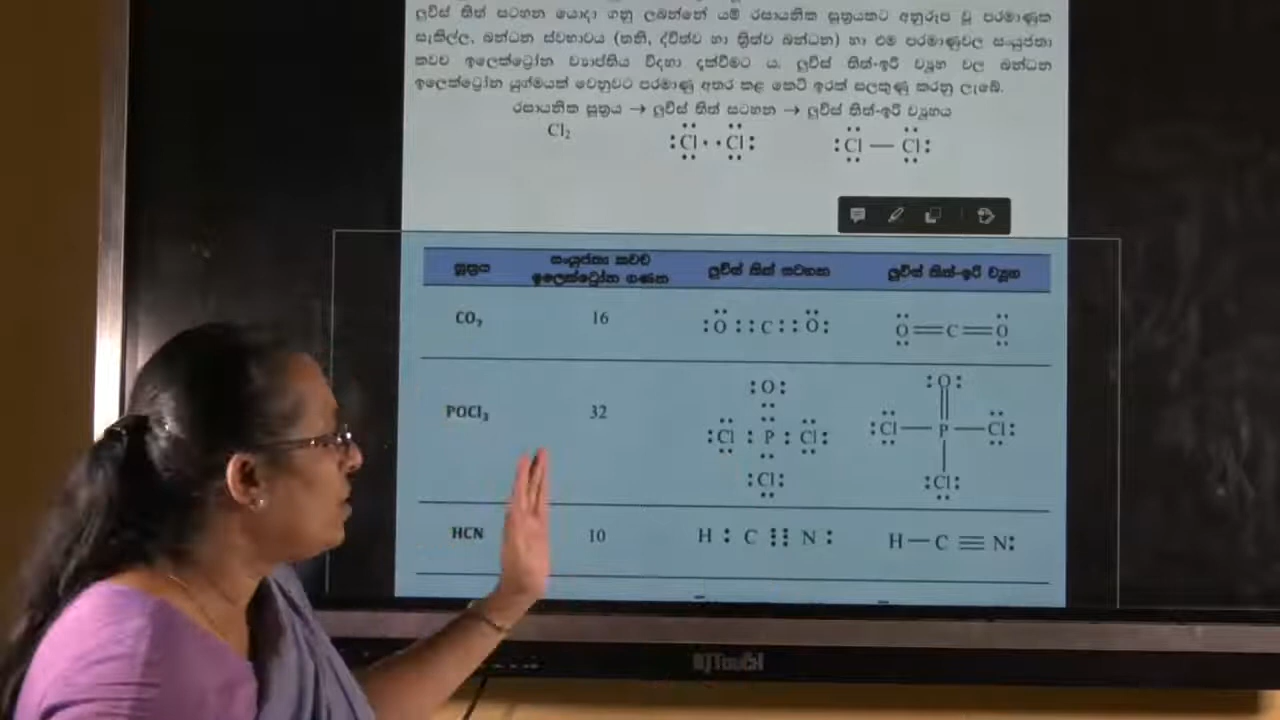 ලුවිස් තිත් සටහන යොදා ගනු ලබන්නේ යම් රසායනික සූත්‍රයකට අනුරූප වූ පරමාණුක
සැකිල්ල, බන්ධන ස්වභාවය (තනි, ද්විත්ව හා ත්‍රිත්ව බන්ධන) හා එම පරමාණුවල සංයුජතා
කවච ඉලෙක්ට්‍රෝන ව්‍යාප්තිය විදහා දැක්වීමට ය. ලුවිස් තිත්-ඉරි ව්‍යුහ වල බන්ධන
ඉලෙක්ට්‍රෝන යුග්මයක් වෙනුවට පරමාණු අතර කළ කෙටි ඉරක් සලකුණු කරනු ලැබේ.
රසායනික සූත්‍රය → ලුවිස් තිත් සටහන → ලුවිස් තිත්-ඉරි ව්‍යුහය
Cl₂ :Cl··Cl: :Cl — Cl:
සූත්‍රය සංයුජතා කවච ඉලෙක්ට්‍රෝන ගණන ලුවිස් තිත් සටහන ලුවිස් තිත්-ඉරි ව්‍යුහ
CO₂ 16 :O::C::O: O=C=O
POCl₃ 32
:O: :O:
:Cl : P : Cl: :Cl—P—Cl:
:Cl: :Cl:
HCN 10 H : C ⋮⋮ N : H—C≡N: